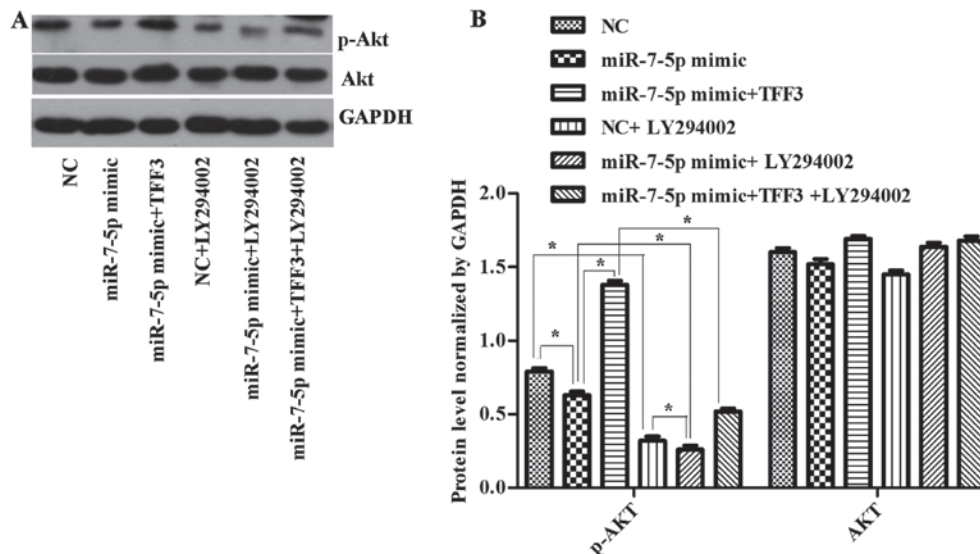 A
p-Akt
Akt
GAPDH
NC
miR-7-5p mimic
miR-7-5p mimic+TFF3
NC+LY294002
miR-7-5p mimic+LY294002
miR-7-5p mimic+TFF3+LY294002
B
NC
miR-7-5p mimic
miR-7-5p mimic+TFF3
NC+ LY294002
miR-7-5p mimic+ LY294002
miR-7-5p mimic+TFF3 +LY294002
Protein level normalized by GAPDH
2.0
1.5
1.0
0.5
0.0
*
*
*
*
*
*
p-AKT
AKT